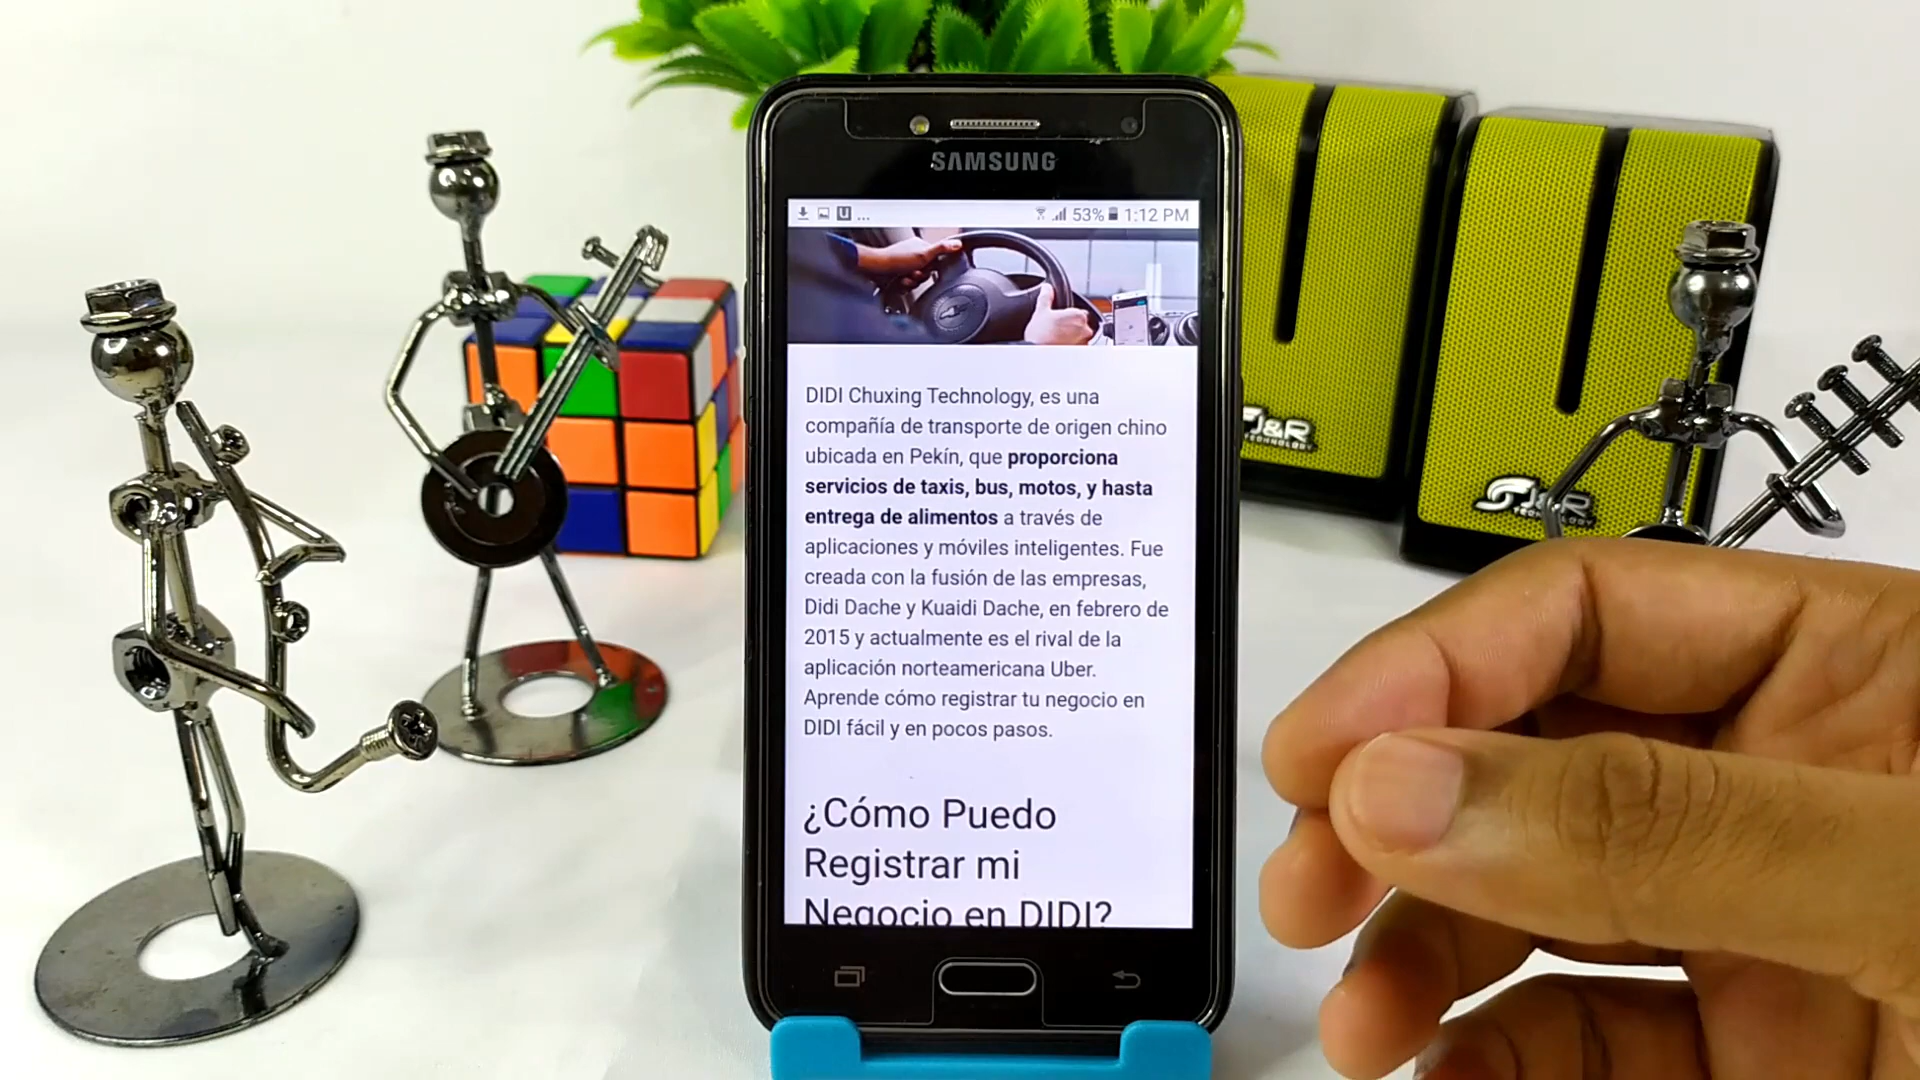 SAMSUNG
U ... 53% 1:12 PM
DIDI Chuxing Technology, es una
compañía de transporte de origen chino
ubicada en Pekín, que proporciona
servicios de taxis, bus, motos, y hasta
entrega de alimentos a través de
aplicaciones y móviles inteligentes. Fue
creada con la fusión de las empresas,
Didi Dache y Kuaidi Dache, en febrero de
2015 y actualmente es el rival de la
aplicación norteamericana Uber.
Aprende cómo registrar tu negocio en
DIDI fácil y en pocos pasos.
¿Cómo Puedo
Registrar mi
Negocio en DIDI?
J&R
TECHNOLOGY
J&R
TECHNOLOGY